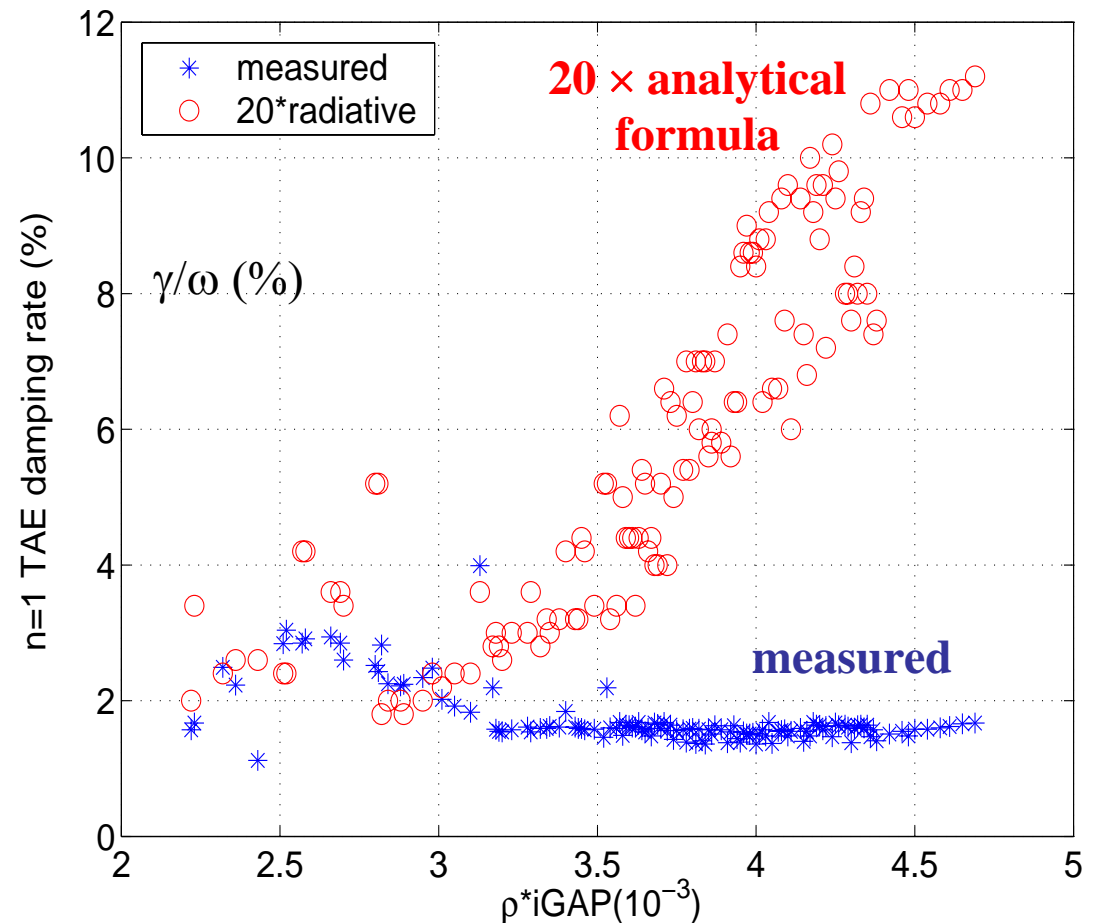 12
10
8
6
4
2
0
n=1 TAE damping rate (%)
measured
20*radiative
20 × analytical
formula
γ/ω (%)
measured
2
2.5
3
3.5
4
4.5
5
ρ*iGAP(10⁻³)